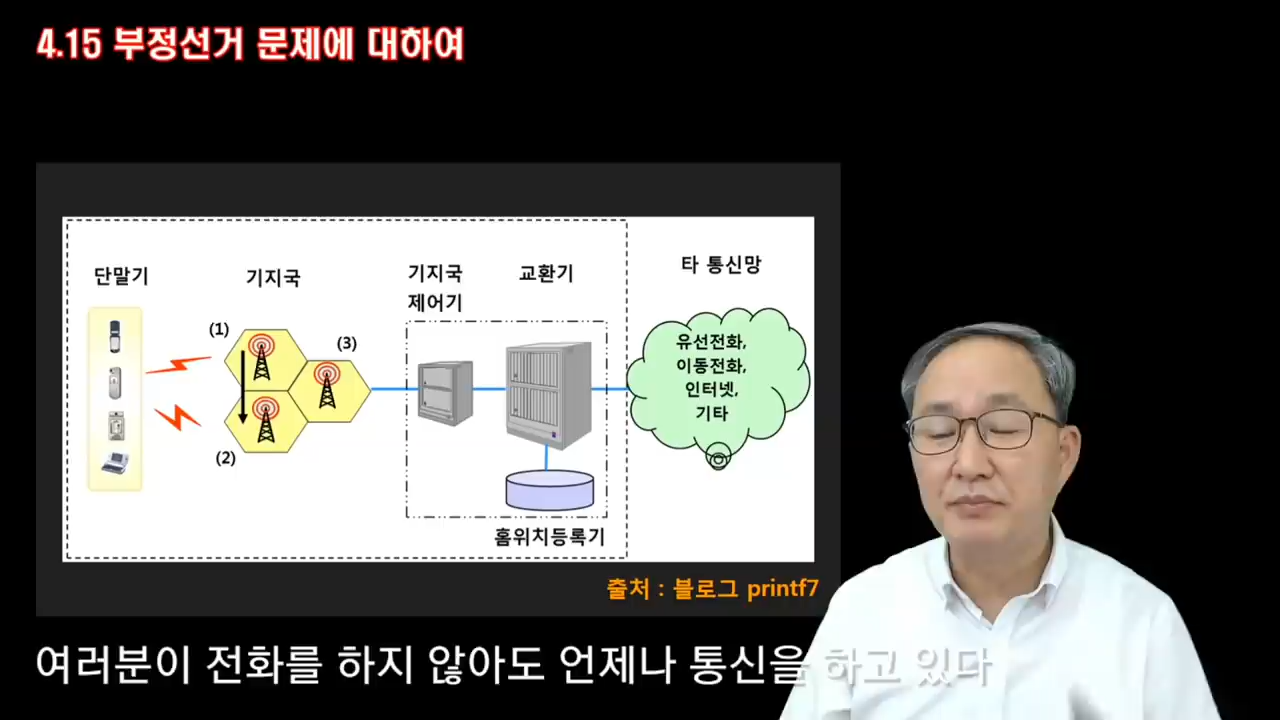 4.15 부정선거 문제에 대하여
단말기
기지국
기지국
제어기
교환기
타 통신망
(1)
(2)
(3)
유선전화,
이동전화,
인터넷,
기타
홈위치등록기
출처 : 블로그 printf7
여러분이 전화를 하지 않아도 언제나 통신을 하고 있다